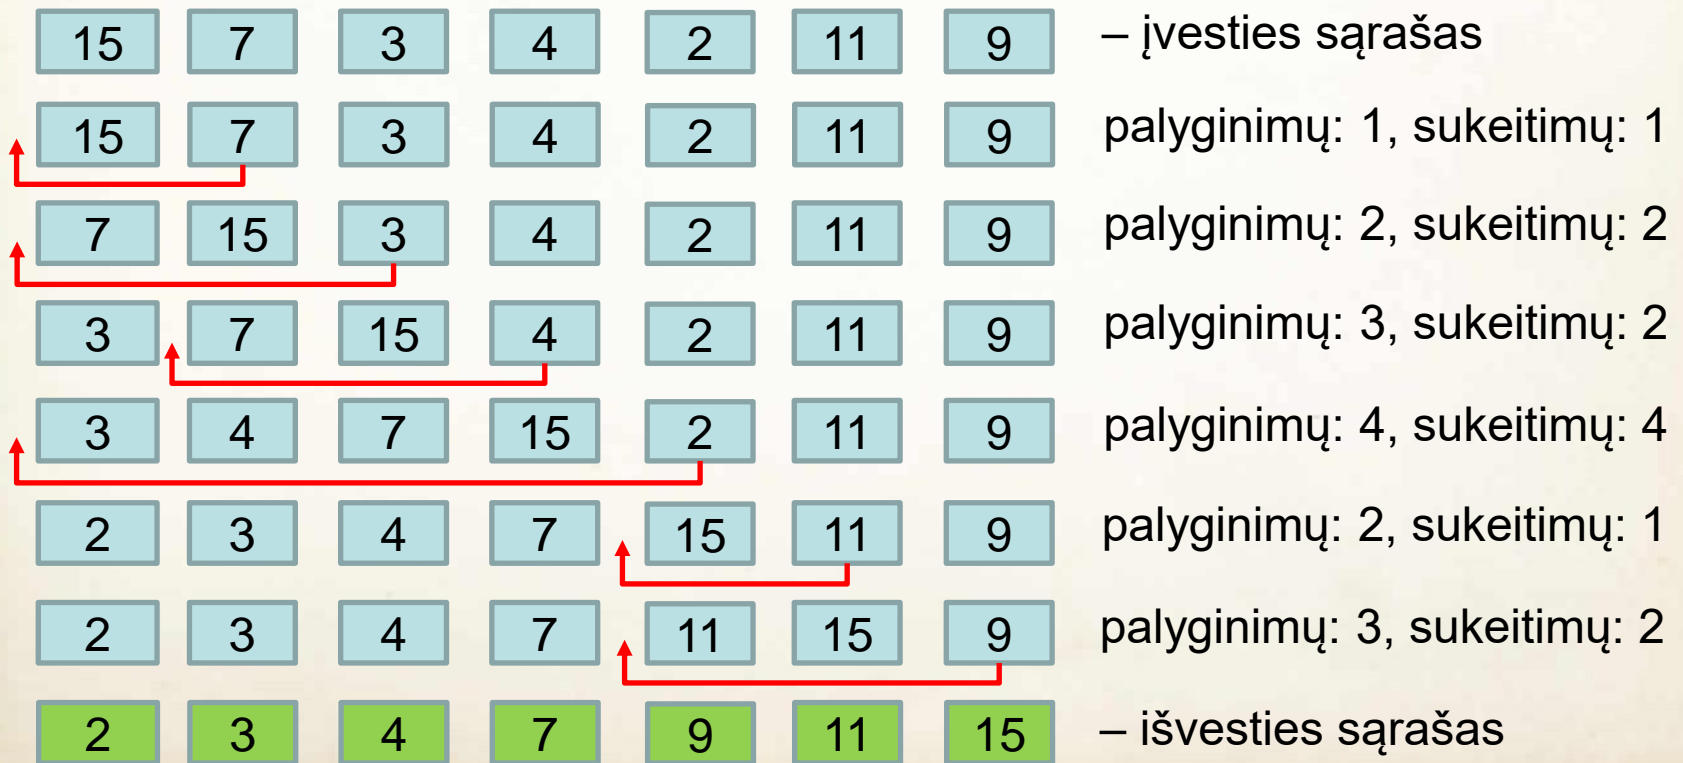 15 7 3 4 2 11 9 – įvesties sąrašas
15 7 3 4 2 11 9 palyginimų: 1, sukeitimų: 1
7 15 3 4 2 11 9 palyginimų: 2, sukeitimų: 2
3 7 15 4 2 11 9 palyginimų: 3, sukeitimų: 2
3 4 7 15 2 11 9 palyginimų: 4, sukeitimų: 4
2 3 4 7 15 11 9 palyginimų: 2, sukeitimų: 1
2 3 4 7 11 15 9 palyginimų: 3, sukeitimų: 2
2 3 4 7 9 11 15 – išvesties sąrašas